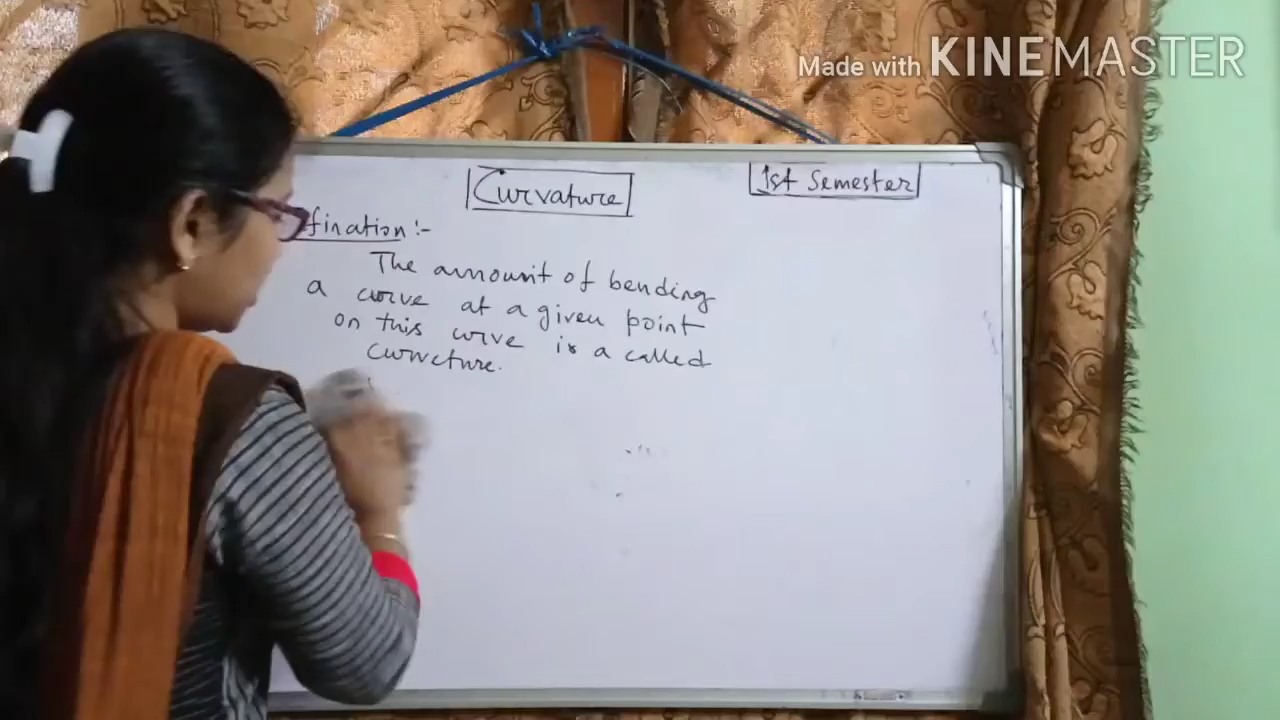 Made with KINEMASTER
Curvature
1st Semester
fination :-
The amount of bending
a curve at a given point
on this curve is a called
curvcture.